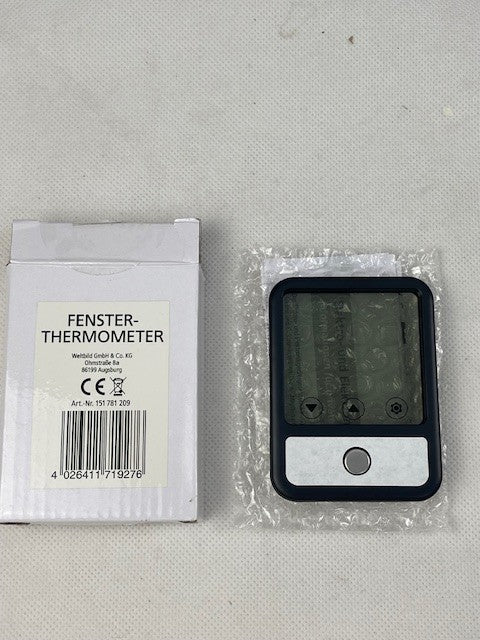 FENSTER-
THERMOMETER
Weltbild GmbH & Co. KG
Ohmstraße 8a
86199 Augsburg
CE
Art.-Nr. 151 781 209
4 026411 719276